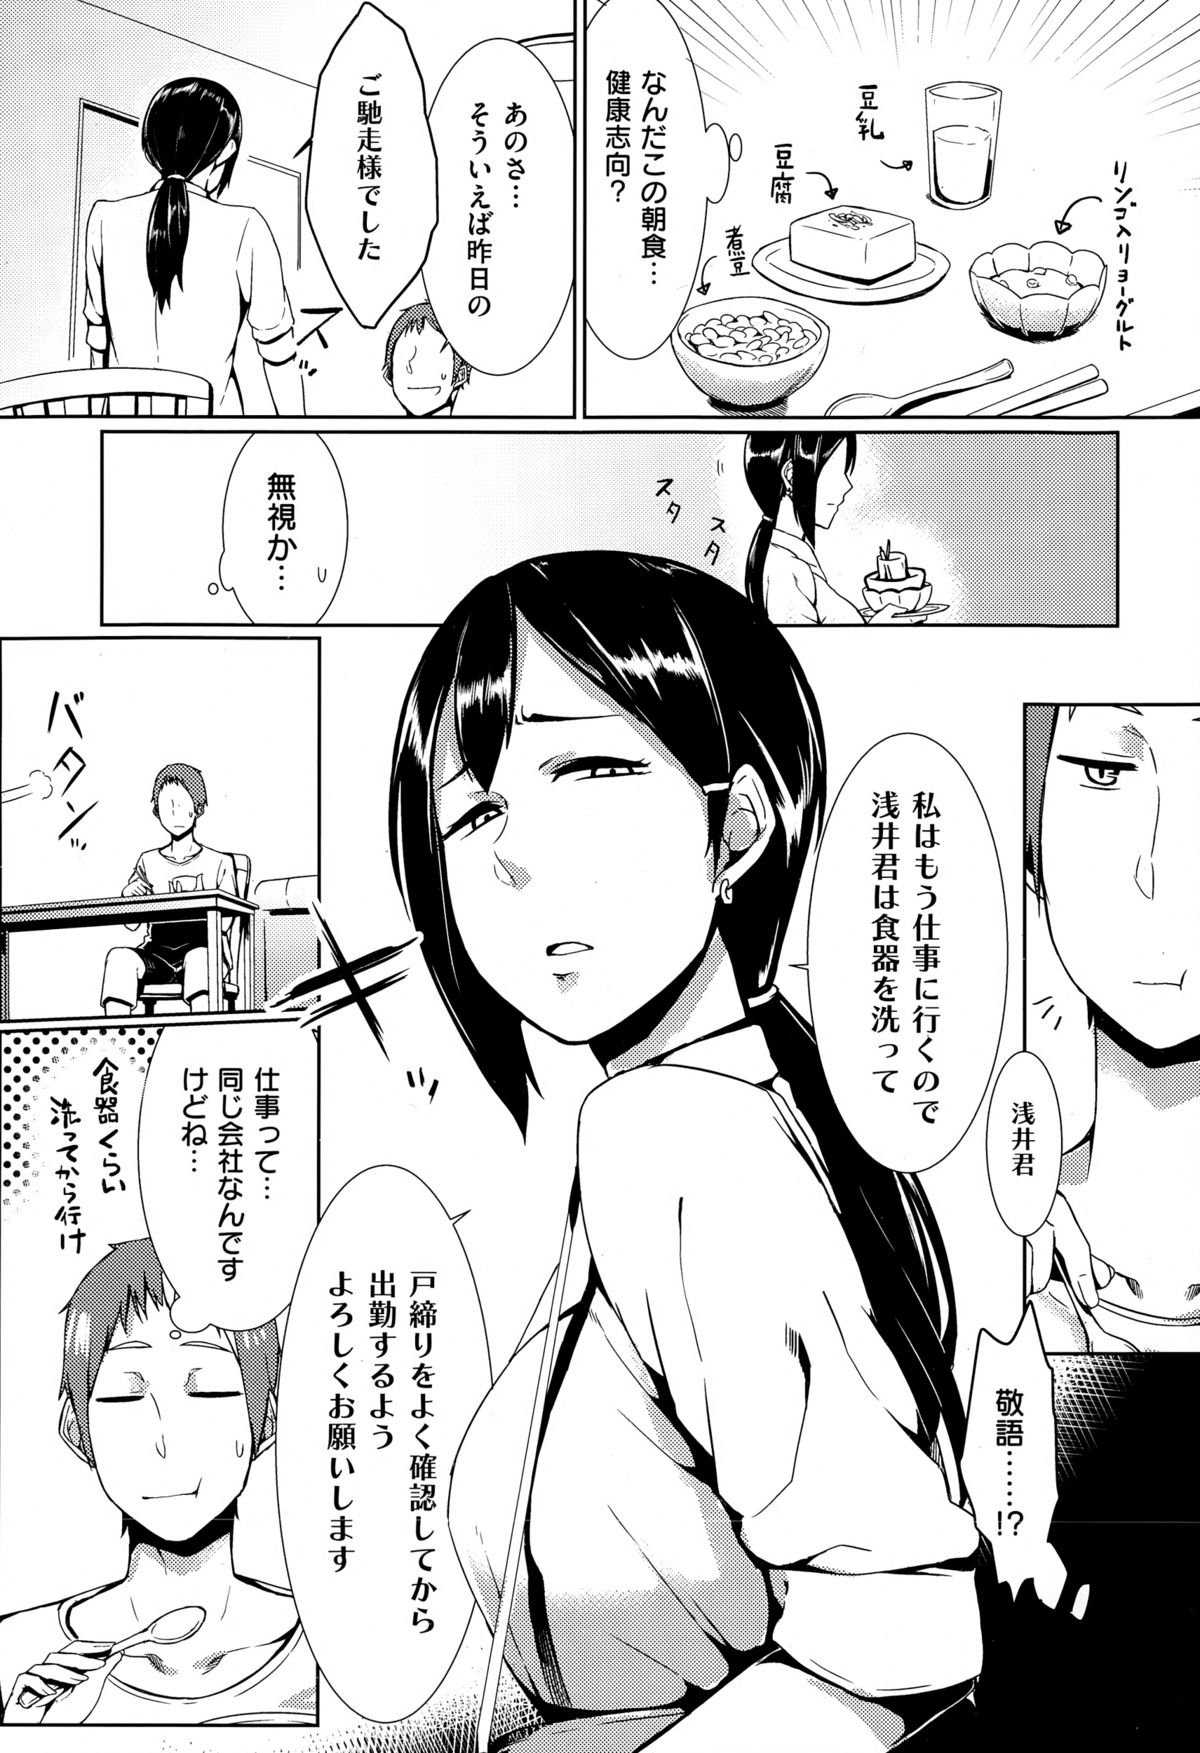 なんだこの朝食…
健康志向?
豆乳
豆腐
煮豆
リンゴ入りヨーグルト
あのさ…
そういえば昨日の
ご馳走様でした
ス
スタ
スタ
無視か…
浅井君
私はもう仕事に行くので
浅井君は食器を洗って
敬語……!?
戸締りをよく確認してから
出勤するよう
よろしくお願いします
バタン
仕事って…
同じ会社なんです
けどね…
食器くらい
洗ってから行け